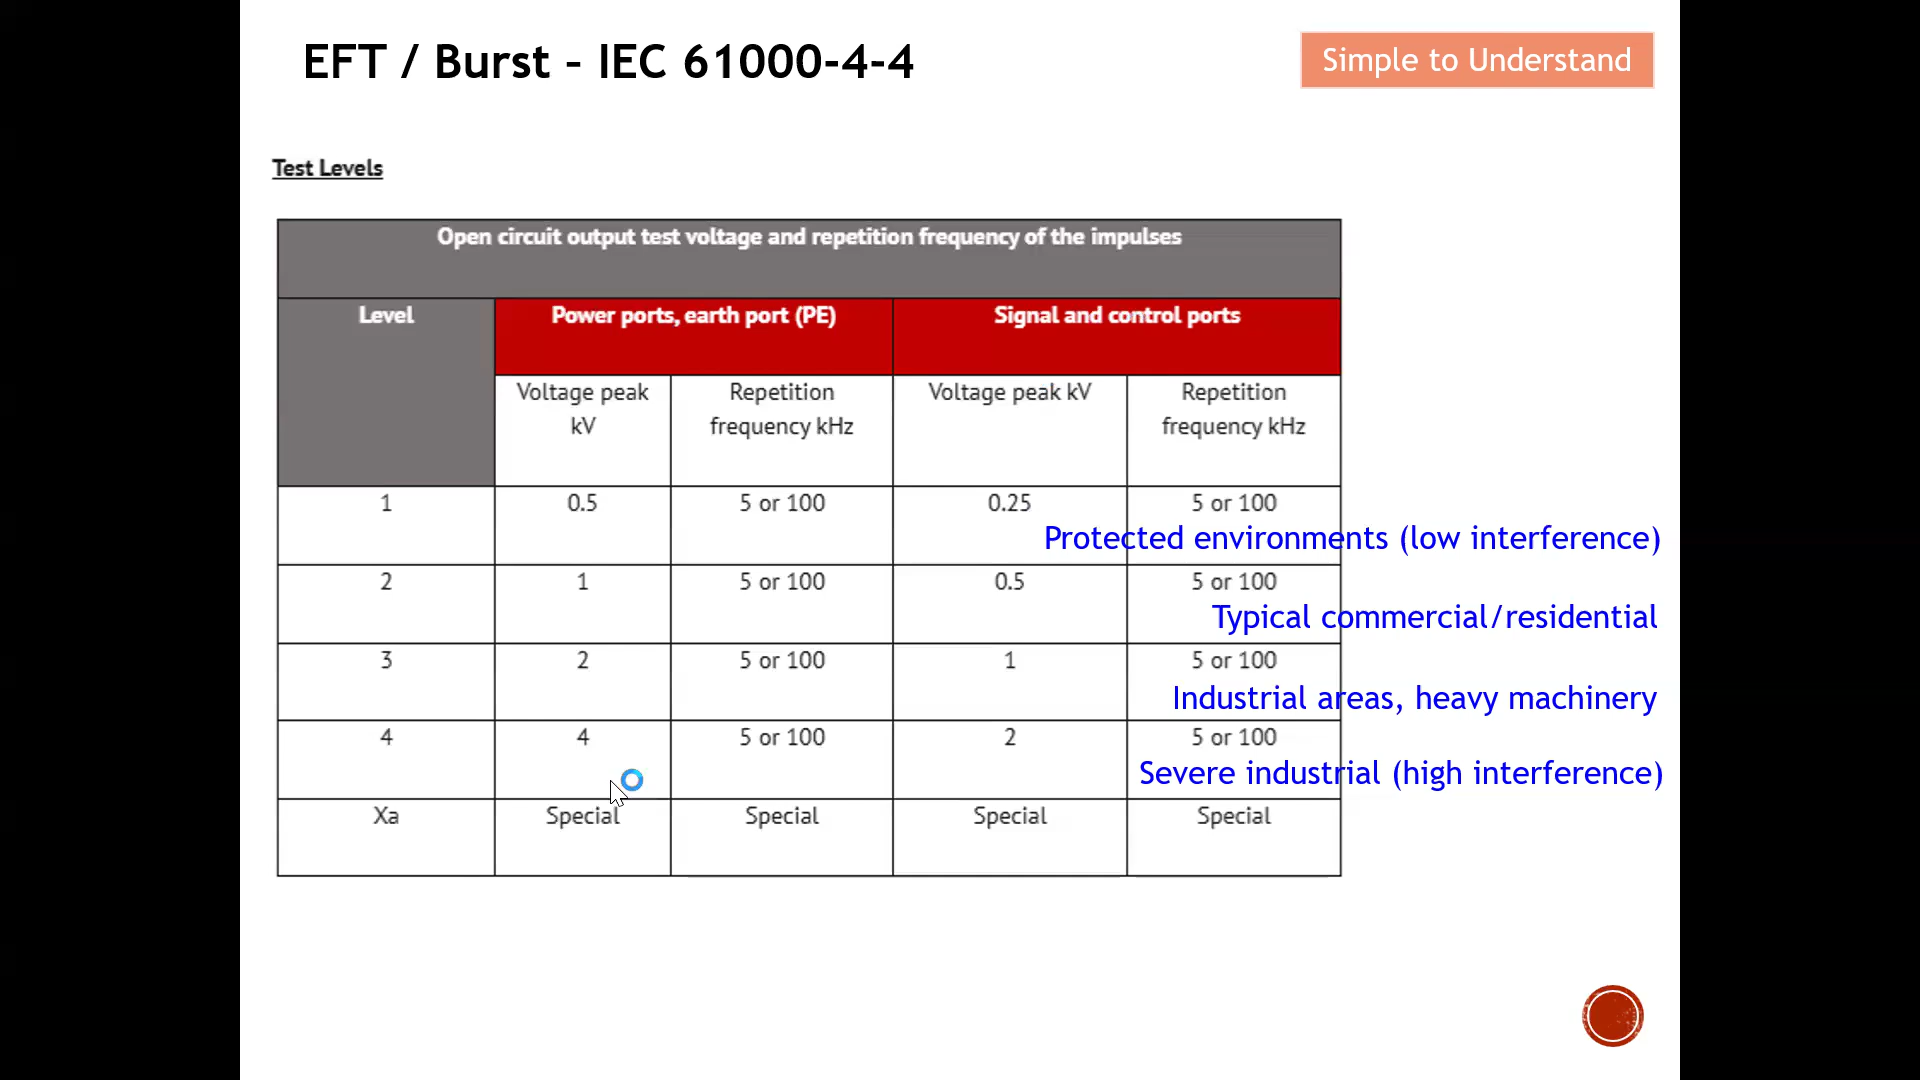 EFT / Burst – IEC 61000-4-4
Simple to Understand
Test Levels
Open circuit output test voltage and repetition frequency of the impulses
Level Power ports, earth port (PE) Signal and control ports
Voltage peak kV Repetition frequency kHz Voltage peak kV Repetition frequency kHz
1 0.5 5 or 100 0.25 5 or 100
Protected environments (low interference)
2 1 5 or 100 0.5 5 or 100
Typical commercial/residential
3 2 5 or 100 1 5 or 100
Industrial areas, heavy machinery
4 4 5 or 100 2 5 or 100
Severe industrial (high interference)
Xa Special Special Special Special